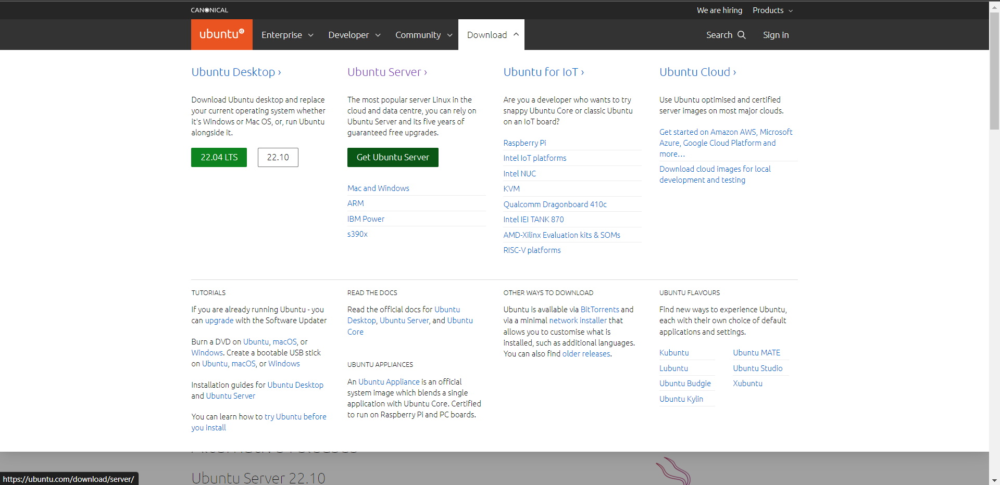 CANONICAL
We are hiring
Products
ubuntu
Enterprise
Developer
Community
Download
Search
Sign in
Ubuntu Desktop ›
Download Ubuntu desktop and replace
your current operating system whether
it's Windows or Mac OS, or, run Ubuntu
alongside it.
22.04 LTS
22.10
Ubuntu Server ›
The most popular server Linux in the
cloud and data centre, you can rely on
Ubuntu Server and its five years of
guaranteed free upgrades.
Get Ubuntu Server
Mac and Windows
ARM
IBM Power
s390x
Ubuntu for IoT ›
Are you a developer who wants to try
snappy Ubuntu Core or classic Ubuntu
on an IoT board?
Raspberry Pi
Intel IoT platforms
Intel NUC
KVM
Qualcomm Dragonboard 410c
Intel IEI TANK 870
AMD-Xilinx Evaluation kits & SOMs
RISC-V platforms
Ubuntu Cloud ›
Use Ubuntu optimised and certified
server images on most major clouds.
Get started on Amazon AWS, Microsoft
Azure, Google Cloud Platform and
more…
Download cloud images for local
development and testing
TUTORIALS
If you are already running Ubuntu - you
can upgrade with the Software Updater
Burn a DVD on Ubuntu, macOS, or
Windows. Create a bootable USB stick
on Ubuntu, macOS, or Windows
Installation guides for Ubuntu Desktop
and Ubuntu Server
You can learn how to try Ubuntu before
you install
READ THE DOCS
Read the official docs for Ubuntu
Desktop, Ubuntu Server, and Ubuntu
Core
UBUNTU APPLIANCES
An Ubuntu Appliance is an official
system image which blends a single
application with Ubuntu Core. Certified
to run on Raspberry Pi and PC boards.
OTHER WAYS TO DOWNLOAD
Ubuntu is available via BitTorrents and
via a minimal network installer that
allows you to customise what is
installed, such as additional languages.
You can also find older releases.
UBUNTU FLAVOURS
Find new ways to experience Ubuntu,
each with their own choice of default
applications and settings.
Kubuntu
Lubuntu
Ubuntu Budgie
Ubuntu Kylin
Ubuntu MATE
Ubuntu Studio
Xubuntu
Alternative releases
Ubuntu Server 22.10
https://ubuntu.com/download/server/